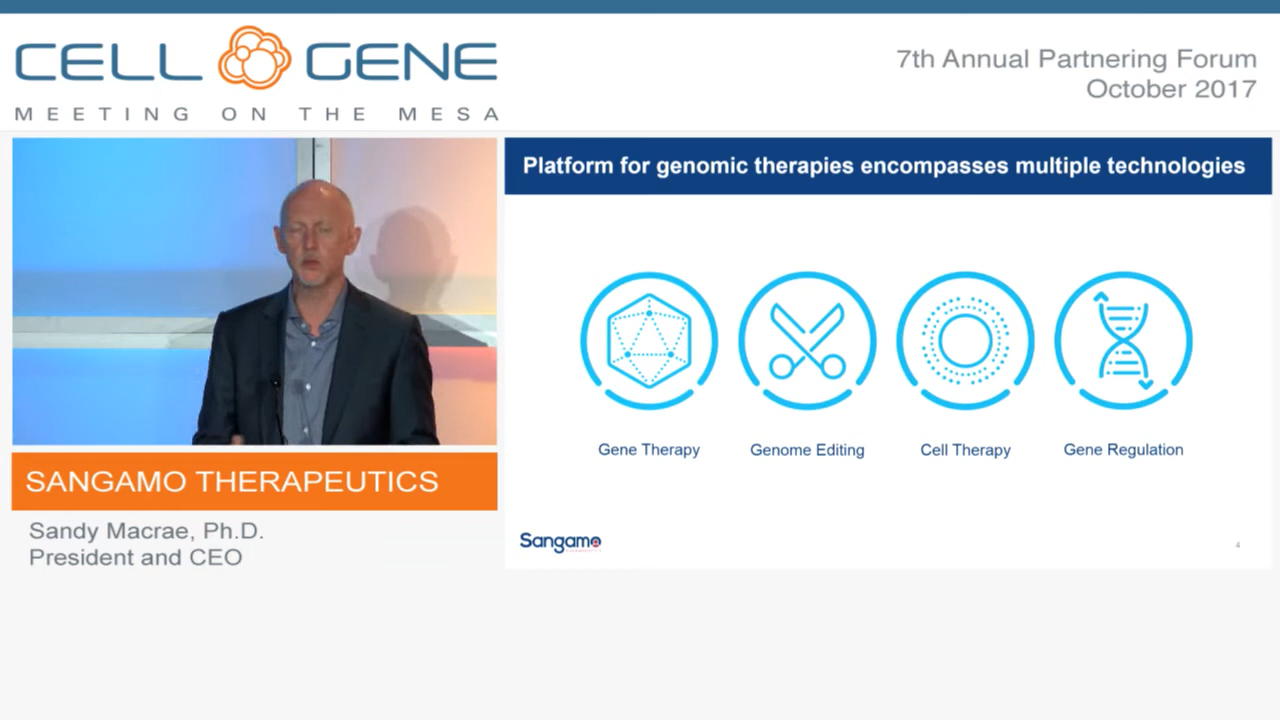 CELL GENE
MEETING ON THE MESA
7th Annual Partnering Forum
October 2017
Platform for genomic therapies encompasses multiple technologies
Gene Therapy
Genome Editing
Cell Therapy
Gene Regulation
Sangamo
4
SANGAMO THERAPEUTICS
Sandy Macrae, Ph.D.
President and CEO